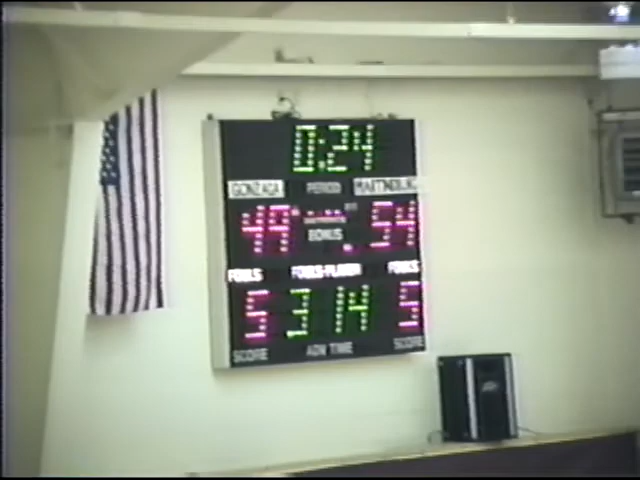 0:24
GONZAGA PERIOD MARTINSBURG
49 54
BONUS
FOULS FOULS-PLAYER FOULS
5 3 14 5
SCORE ADV TIME SCORE